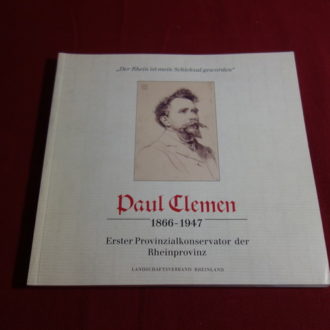 „Der Rhein ist mein Schicksal geworden"
Paul Clemen
1866-1947
Erster Provinzialkonservator der
Rheinprovinz
LANDSCHAFTSVERBAND RHEINLAND